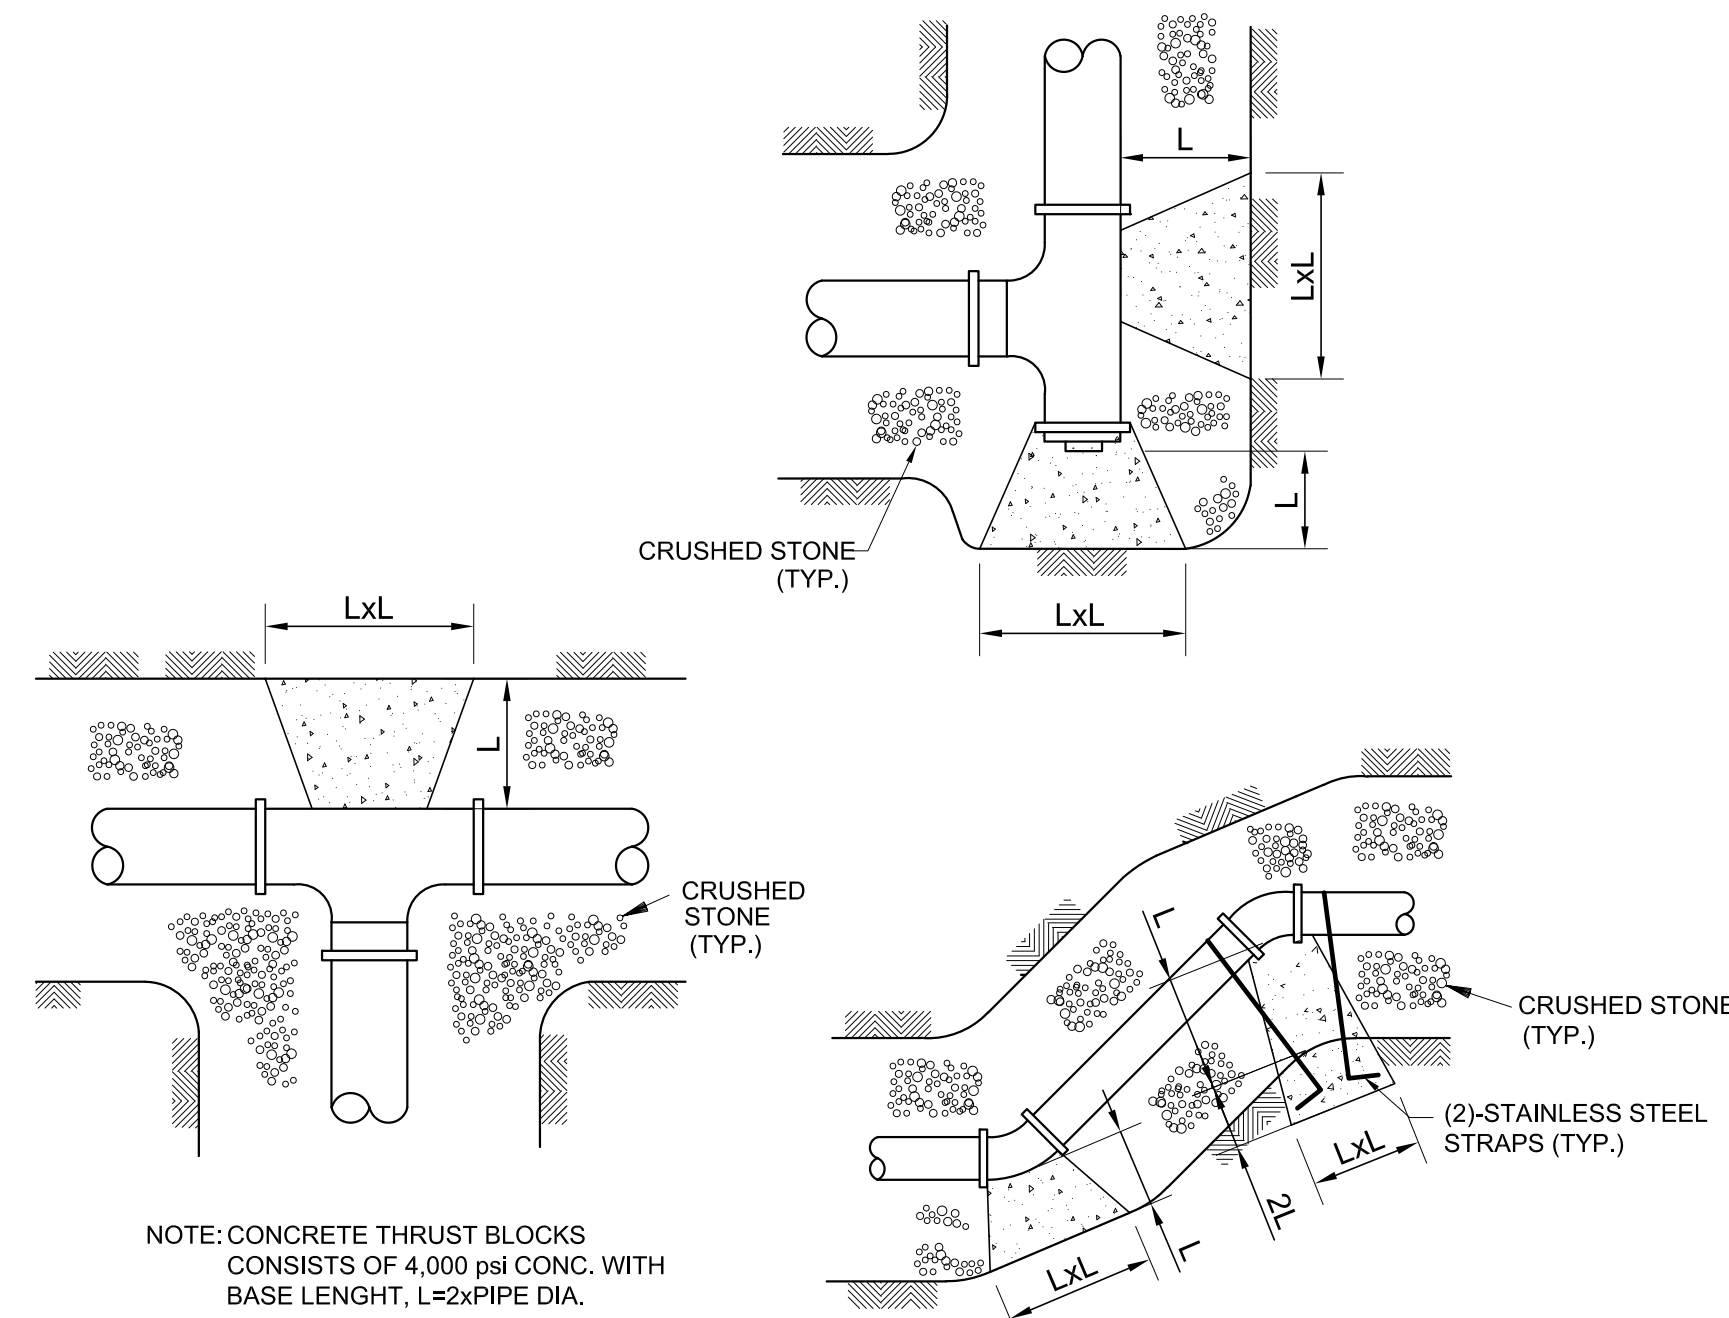 L
LxL
L
CRUSHED STONE
(TYP.)
LxL
LxL
L
CRUSHED
STONE
(TYP.)
L
CRUSHED STONE
(TYP.)
(2)-STAINLESS STEEL
STRAPS (TYP.)
LxL
2L
L
LxL
NOTE: CONCRETE THRUST BLOCKS
CONSISTS OF 4,000 psi CONC. WITH
BASE LENGHT, L=2xPIPE DIA.